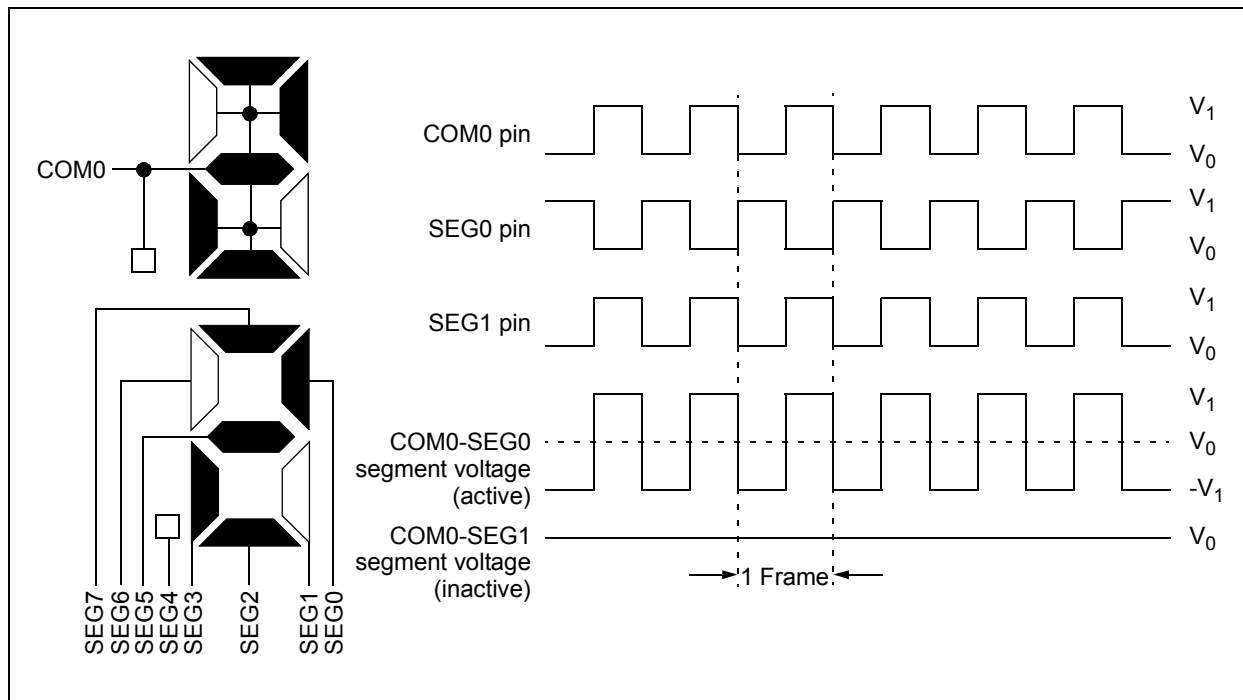 COM0
SEG7
SEG6
SEG5
SEG4
SEG3
SEG2
SEG1
SEG0
COM0 pin
V1
V0
SEG0 pin
V1
V0
SEG1 pin
V1
V0
COM0-SEG0
segment voltage
(active)
V1
V0
-V1
COM0-SEG1
segment voltage
(inactive)
V0
1 Frame